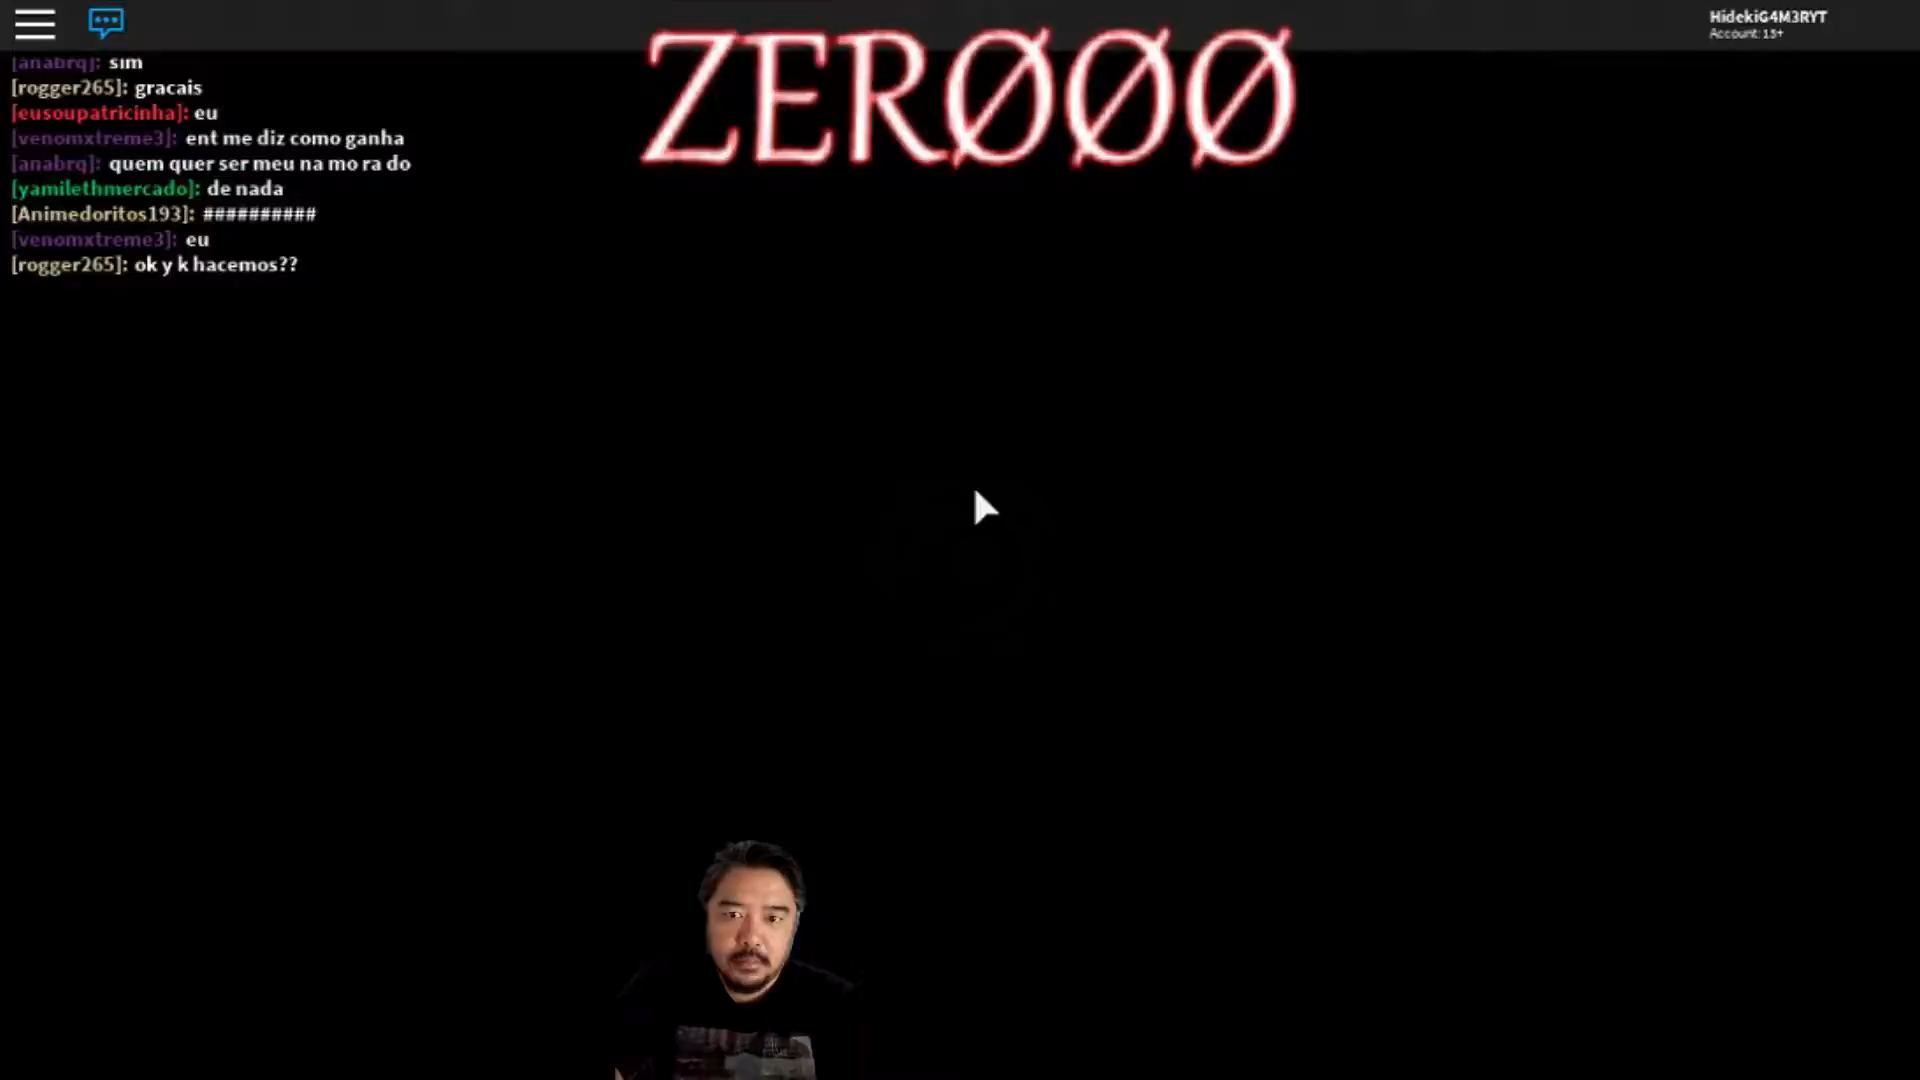 HidekiG4M3RYT
Account: 13+
ZERØØØ
[anabrq]: sim
[rogger265]: gracais
[eusoupatricinha]: eu
[venomxtreme3]: ent me diz como ganha
[anabrq]: quem quer ser meu na mo ra do
[yamilethmercado]: de nada
[Animedoritos193]: ##########
[venomxtreme3]: eu
[rogger265]: ok y k hacemos??